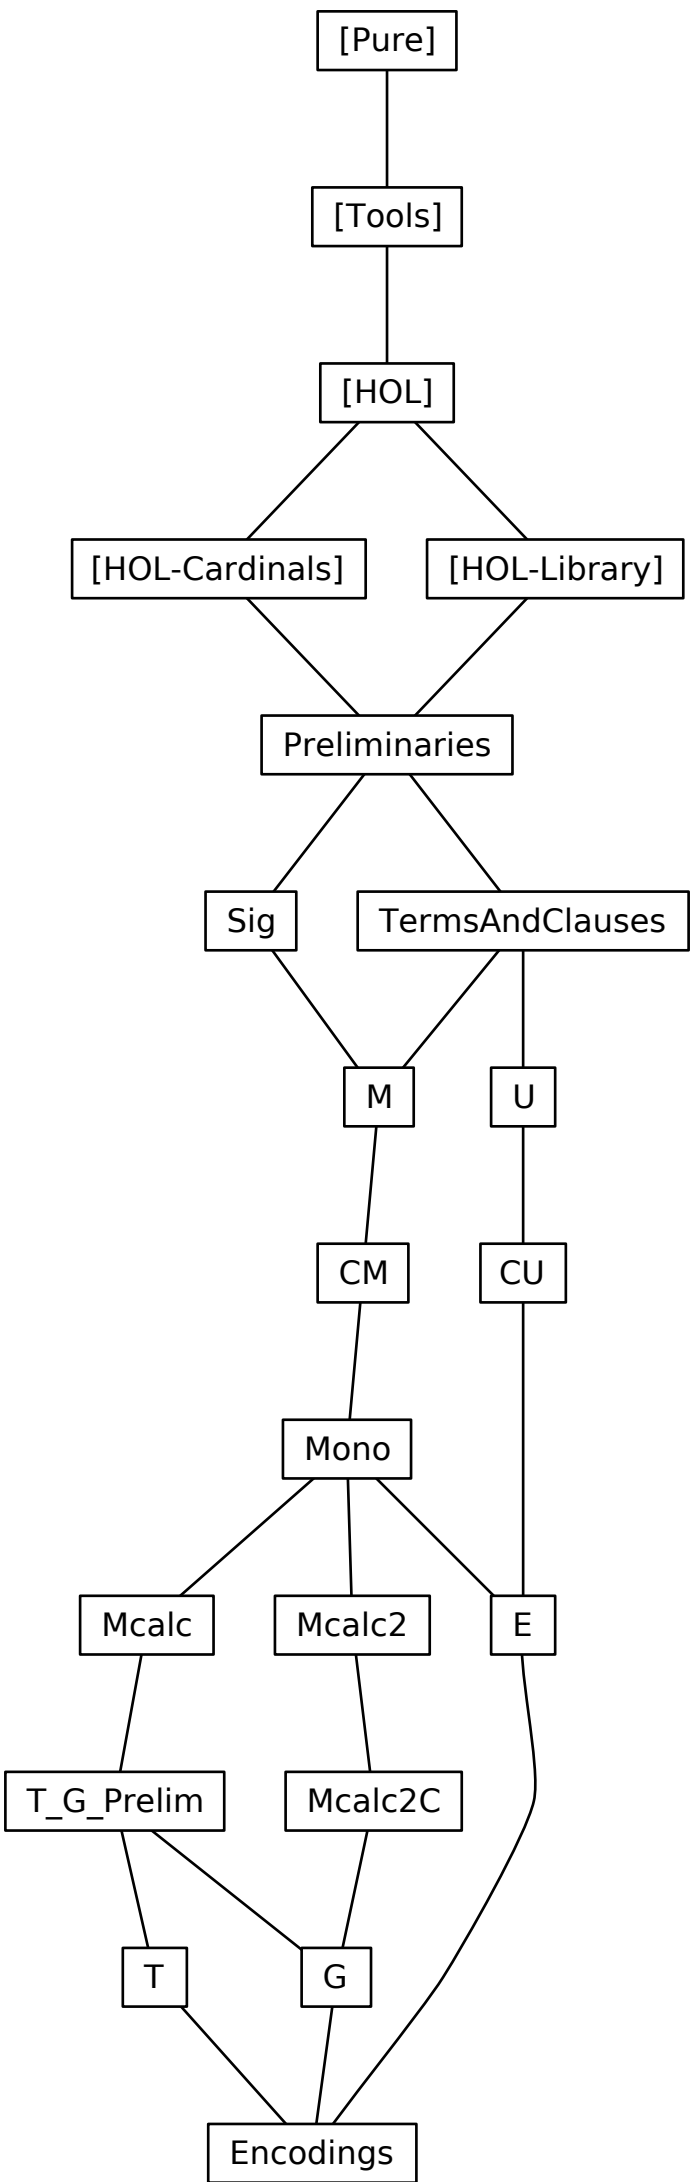 [Pure]
[Tools]
[HOL]
[HOL-Cardinals]
[HOL-Library]
Preliminaries
Sig
TermsAndClauses
M
U
CM
CU
Mono
Mcalc
Mcalc2
E
T_G_Prelim
Mcalc2C
T
G
Encodings